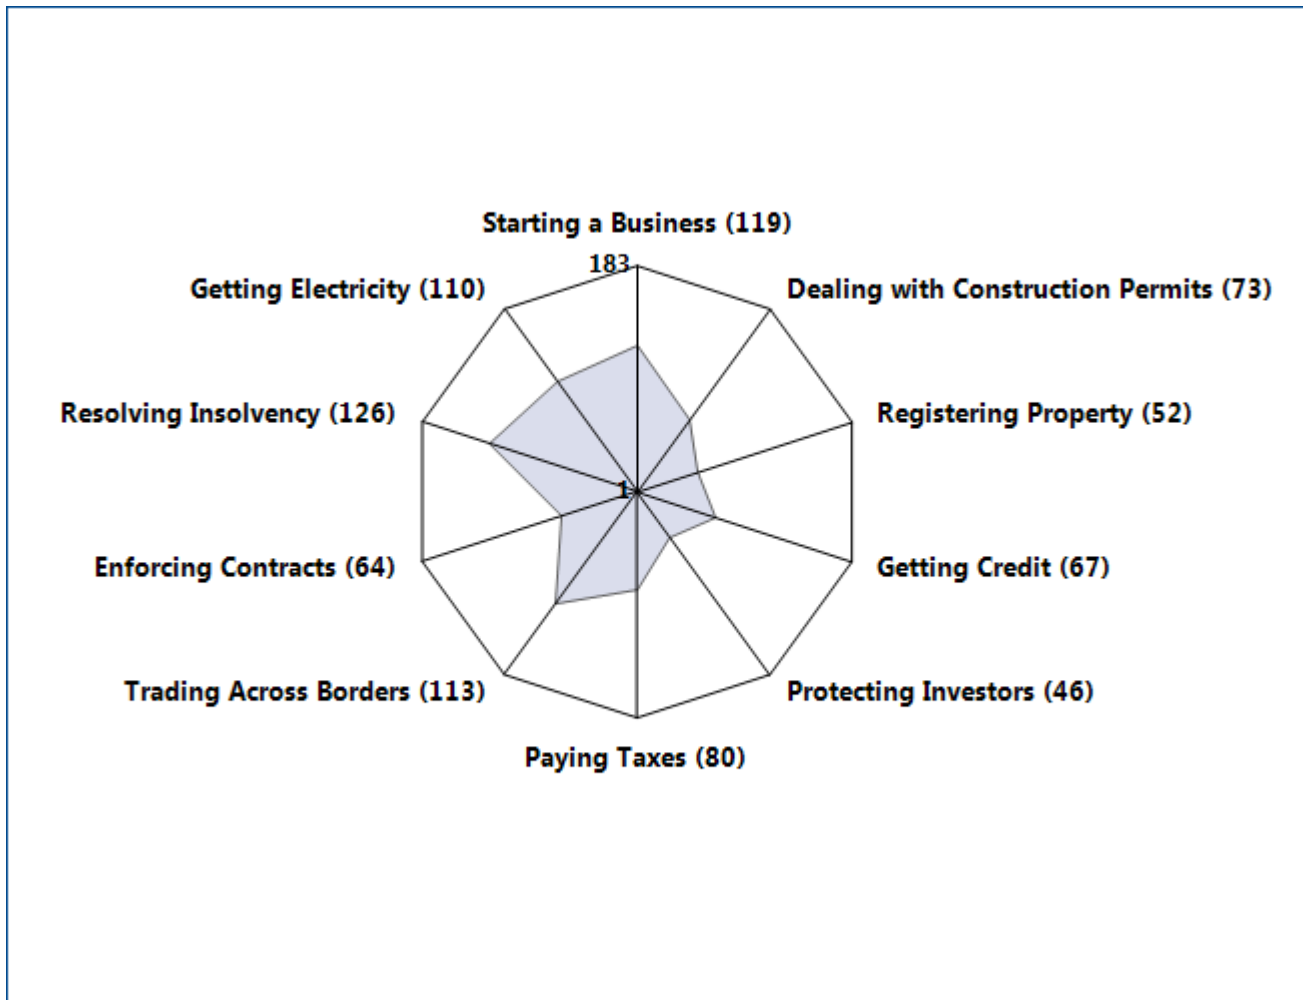 Starting a Business (119)
183
Getting Electricity (110)
Dealing with Construction Permits (73)
Resolving Insolvency (126)
Registering Property (52)
1
Enforcing Contracts (64)
Getting Credit (67)
Trading Across Borders (113)
Protecting Investors (46)
Paying Taxes (80)